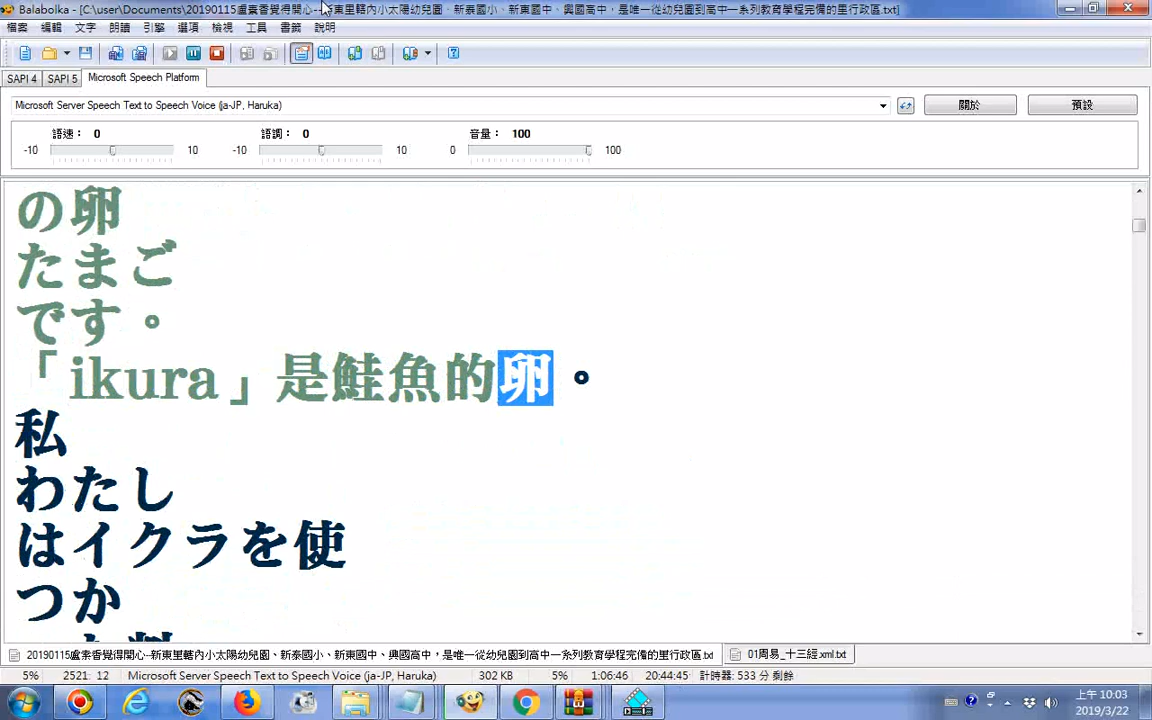 Balabolka - [C:\user\Documents\20190115盧素香覺得開心--新東里轄內小太陽幼兒園、新泰國小、新東國中、興國高中，是唯一從幼兒園到高中一系列教育學程完備的里行政區.txt]
檔案 編輯 文字 朗讀 引擎 選項 檢視 工具 書籤 說明
SAPI 4 SAPI 5 Microsoft Speech Platform
Microsoft Server Speech Text to Speech Voice (ja-JP, Haruka) 關於 預設
語速： 0 語調： 0 音量： 100
-10 10 -10 10 0 100
の卵
たまご
です。
「ikura」是鮭魚的卵。
私
わたし
はイクラを使
つか
20190115盧素香覺得開心--新東里轄內小太陽幼兒園、新泰國小、新東國中、興國高中，是唯一從幼兒園到高中一系列教育學程完備的里行政區.txt 01周易_十三經.xml.txt
5% 2521: 12 Microsoft Server Speech Text to Speech Voice (ja-JP, Haruka) 302 KB 5% 1:06:46 20:44:45 計時器: 533 分 剩餘
上午 10:03
2019/3/22